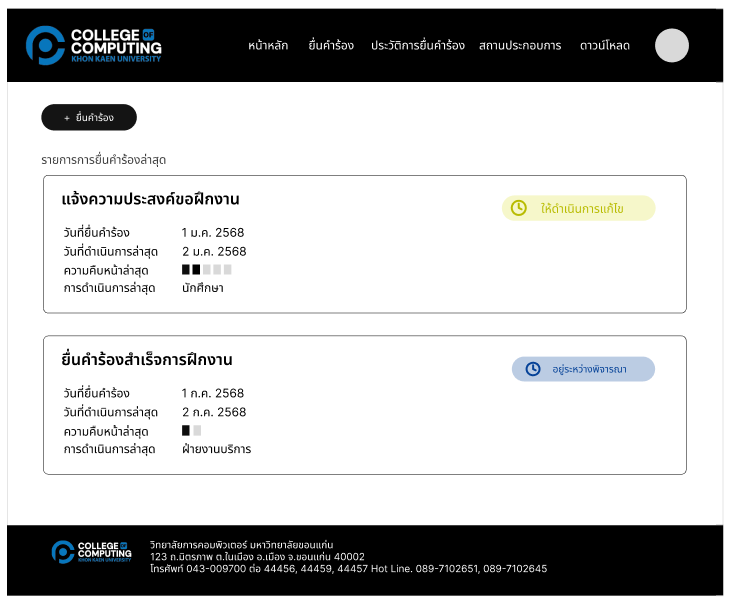 COLLEGE OF
COMPUTING
KHON KAEN UNIVERSITY
หน้าหลัก ยื่นคำร้อง ประวัติการยื่นคำร้อง สถานประกอบการ ดาวน์โหลด
+ ยื่นคำร้อง
รายการการยื่นคำร้องล่าสุด
แจ้งความประสงค์ขอฝึกงาน
ให้ดำเนินการแก้ไข
วันที่ยื่นคำร้อง 1 ม.ค. 2568
วันที่ดำเนินการล่าสุด 2 ม.ค. 2568
ความคืบหน้าล่าสุด
การดำเนินการล่าสุด นักศึกษา
ยื่นคำร้องสำเร็จการฝึกงาน
อยู่ระหว่างพิจารณา
วันที่ยื่นคำร้อง 1 ก.ค. 2568
วันที่ดำเนินการล่าสุด 2 ก.ค. 2568
ความคืบหน้าล่าสุด
การดำเนินการล่าสุด ฝ่ายงานบริการ
COLLEGE OF
COMPUTING
KHON KAEN UNIVERSITY
วิทยาลัยการคอมพิวเตอร์ มหาวิทยาลัยขอนแก่น
123 ถ.มิตรภาพ ต.ในเมือง อ.เมือง จ.ขอนแก่น 40002
โทรศัพท์ 043-009700 ต่อ 44456, 44459, 44457 Hot Line. 089-7102651, 089-7102645